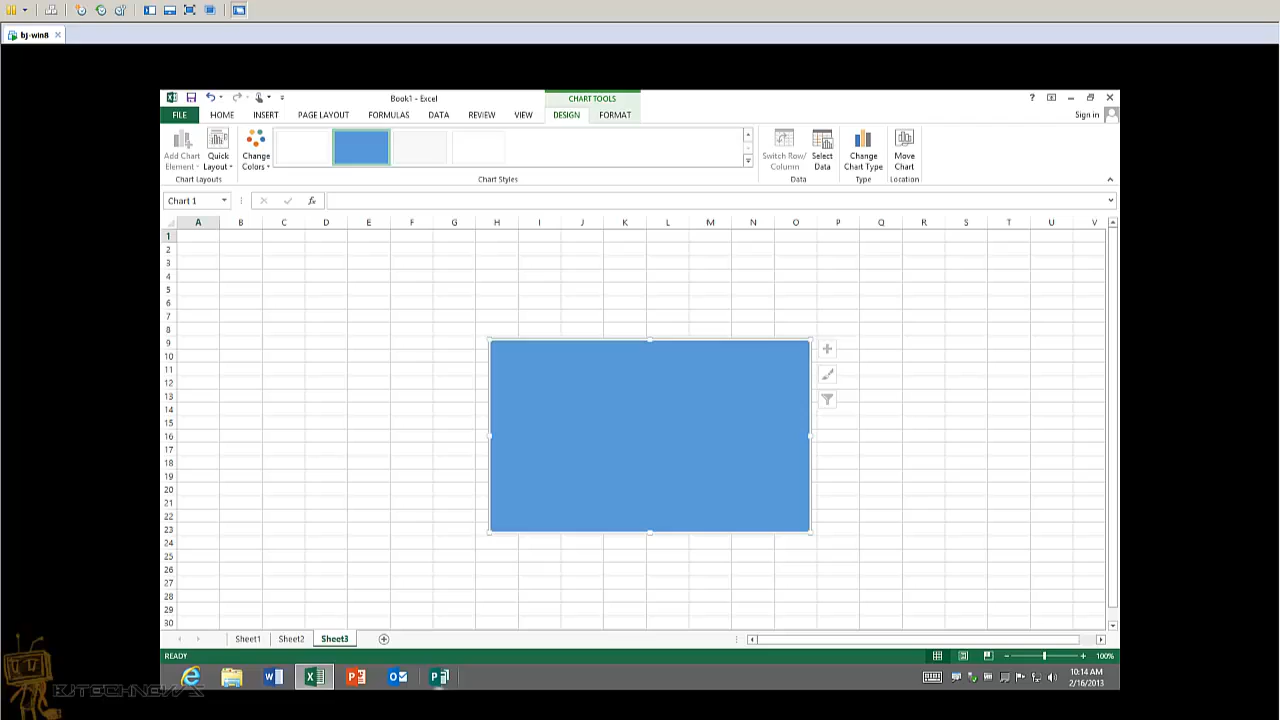 bj-win8
Book1 - Excel
CHART TOOLS
FILE HOME INSERT PAGE LAYOUT FORMULAS DATA REVIEW VIEW DESIGN FORMAT Sign in
Add Chart Element
Quick Layout
Change Colors
Switch Row/ Column
Select Data
Change Chart Type
Move Chart
Chart Layouts Chart Styles Data Type Location
Chart 1 fx
A B C D E F G H I J K L M N O P Q R S T U V
1
2
3
4
5
6
7
8
9
10
11
12
13
14
15
16
17
18
19
20
21
22
23
24
25
26
27
28
29
30
Sheet1 Sheet2 Sheet3
READY 100%
10:14 AM
2/16/2013
BJTECHNEWS